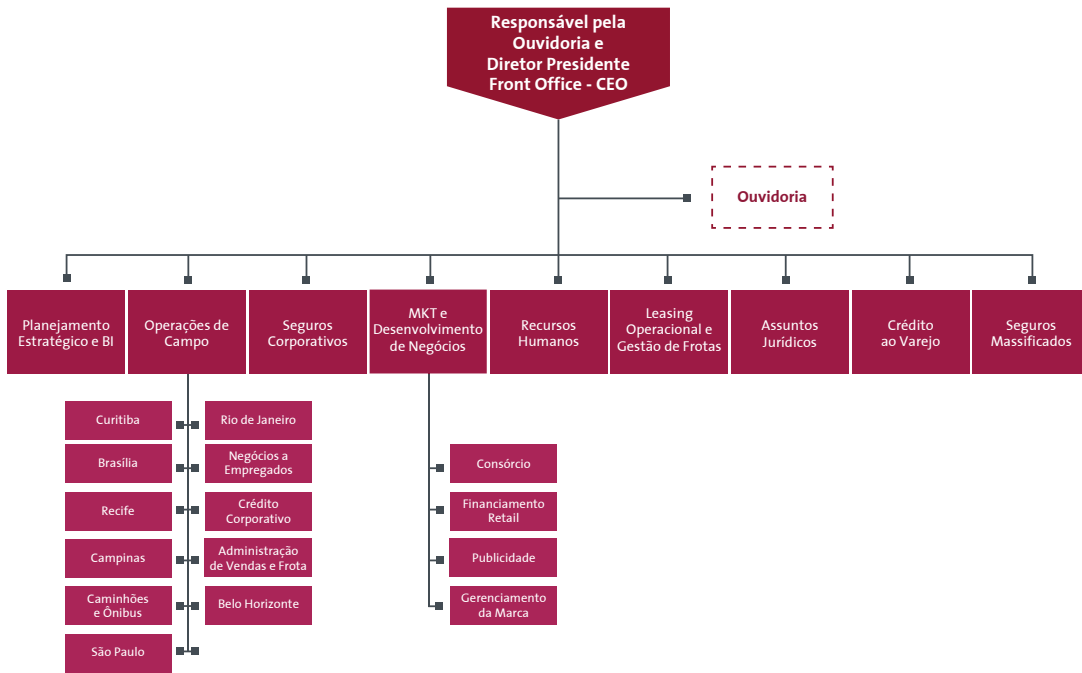 Responsável pela
Ouvidoria e
Diretor Presidente
Front Office - CEO
Ouvidoria
Planejamento
Estratégico e BI
Operações de
Campo
Seguros
Corporativos
MKT e
Desenvolvimento
de Negócios
Recursos
Humanos
Leasing
Operacional e
Gestão de Frotas
Assuntos
Jurídicos
Crédito
ao Varejo
Seguros
Massificados
Curitiba
Rio de Janeiro
Brasília
Negócios a
Empregados
Recife
Crédito
Corporativo
Campinas
Administração
de Vendas e Frota
Caminhões
e Ônibus
Belo Horizonte
São Paulo
Consórcio
Financiamento
Retail
Publicidade
Gerenciamento
da Marca